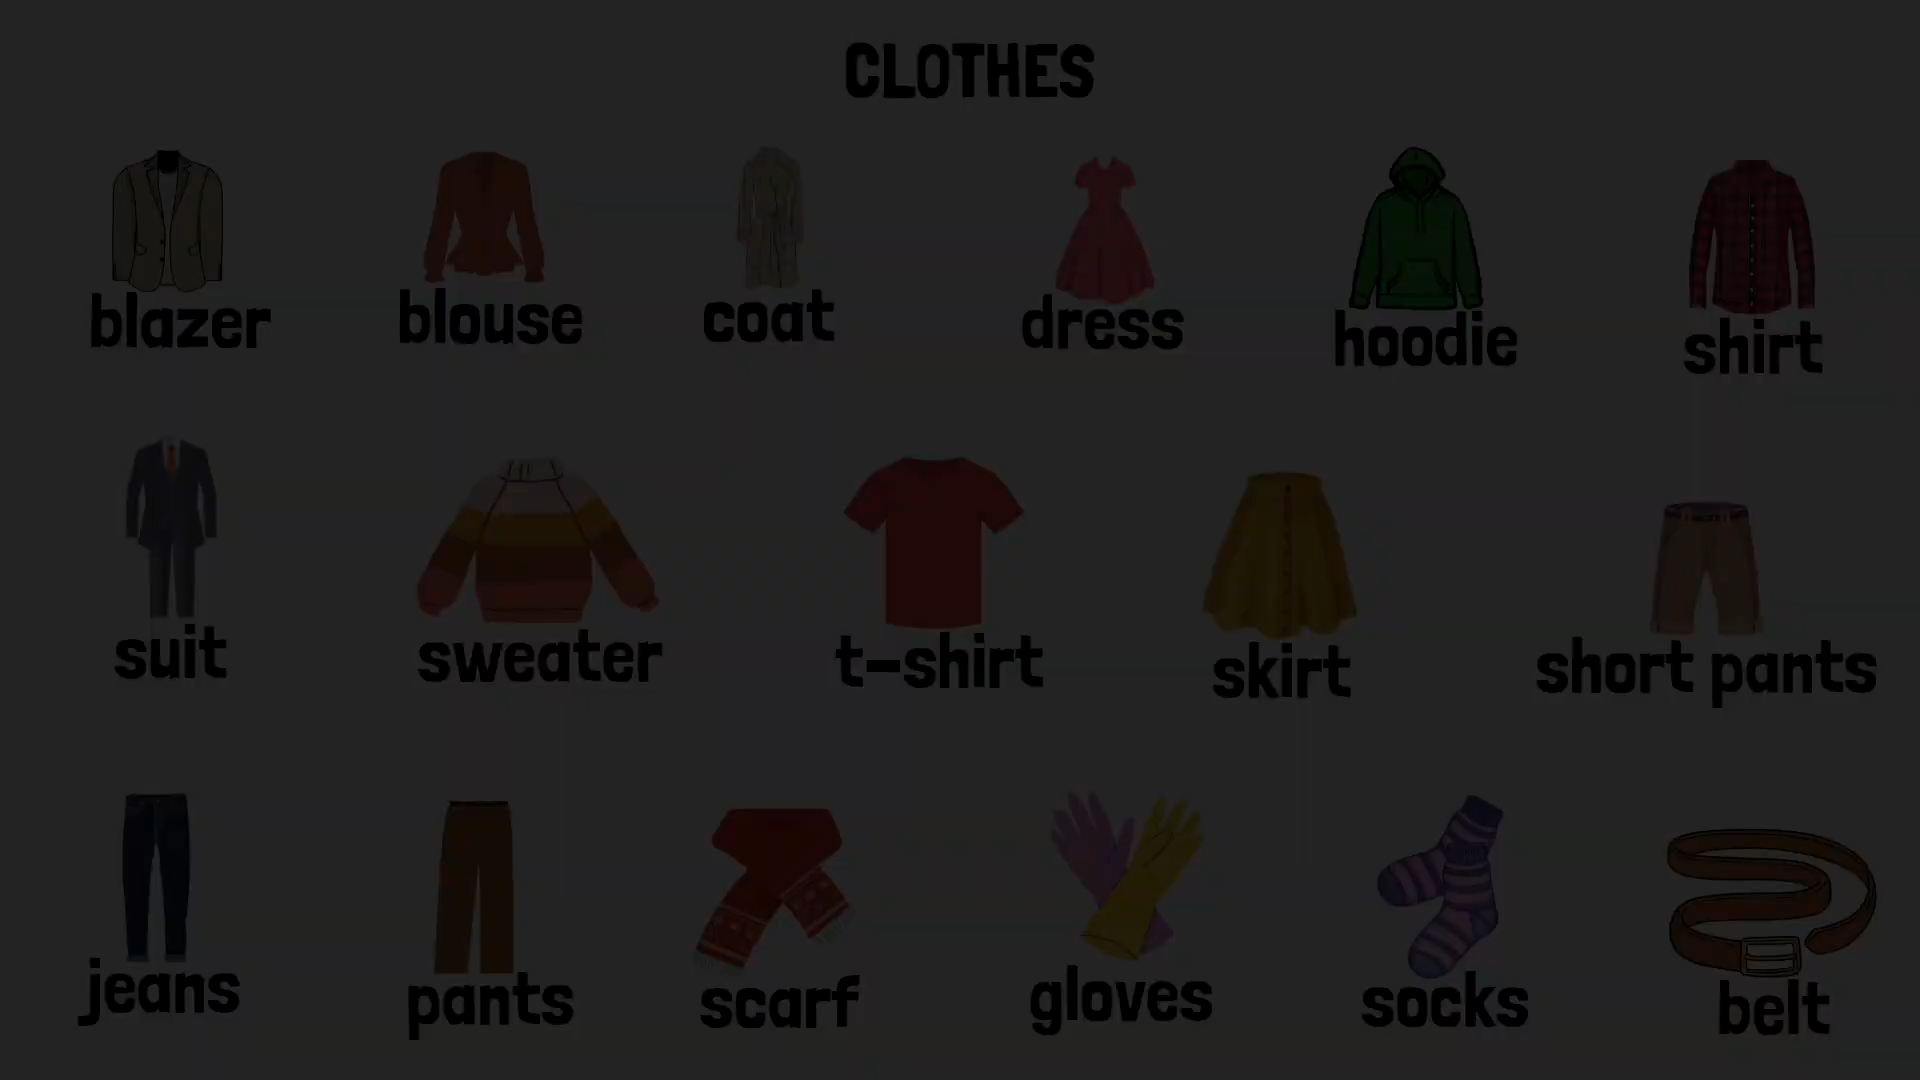 CLOTHES
blazer blouse coat dress hoodie shirt
suit sweater t-shirt skirt short pants
jeans pants scarf gloves socks belt